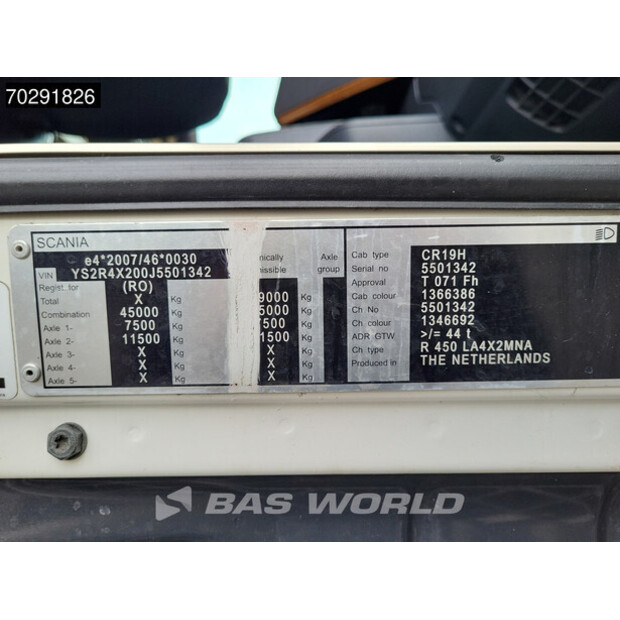 70291826
SCANIA
e4*2007/46*0030
VIN YS2R4X200J5501342
Regist. for (RO)
Total X Kg 9000 Kg
Combination 45000 Kg 5000 Kg
Axle 1- 7500 Kg 500 Kg
Axle 2- 11500 Kg 1500 Kg
Axle 3- X Kg X Kg
Axle 4- X Kg X Kg
Axle 5- X Kg X Kg
nically Axle
missible group
Cab type CR19H
Serial no 5501342
Approval T 071 Fh
Cab colour 1366386
Ch No 5501342
Ch. colour 1346692
ADR GTW >/= 44 t
Ch type R 450 LA4X2MNA
Produced in THE NETHERLANDS
BAS WORLD